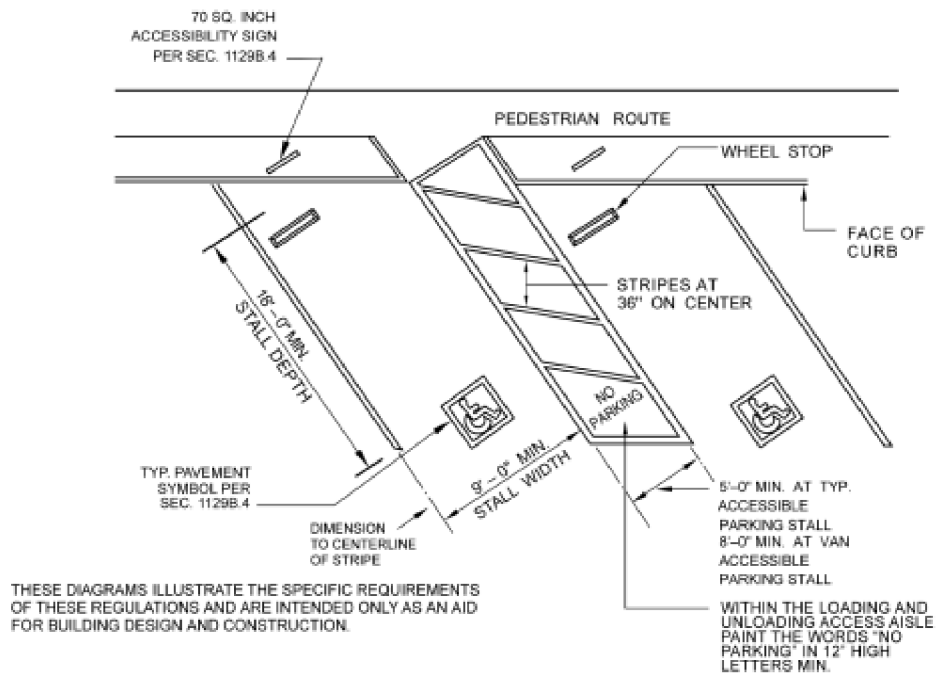 70 SQ. INCH
ACCESSIBILITY SIGN
PER SEC. 1129B.4
PEDESTRIAN ROUTE
WHEEL STOP
FACE OF
CURB
STRIPES AT
36" ON CENTER
18'-0" MIN.
STALL DEPTH
NO
PARKING
TYP. PAVEMENT
SYMBOL PER
SEC. 1129B.4
9'-0" MIN.
STALL WIDTH
DIMENSION
TO CENTERLINE
OF STRIPE
5'-0" MIN. AT TYP.
ACCESSIBLE
PARKING STALL
8'-0" MIN. AT VAN
ACCESSIBLE
PARKING STALL
THESE DIAGRAMS ILLUSTRATE THE SPECIFIC REQUIREMENTS
OF THESE REGULATIONS AND ARE INTENDED ONLY AS AN AID
FOR BUILDING DESIGN AND CONSTRUCTION.
WITHIN THE LOADING AND
UNLOADING ACCESS AISLE
PAINT THE WORDS "NO
PARKING" IN 12" HIGH
LETTERS MIN.